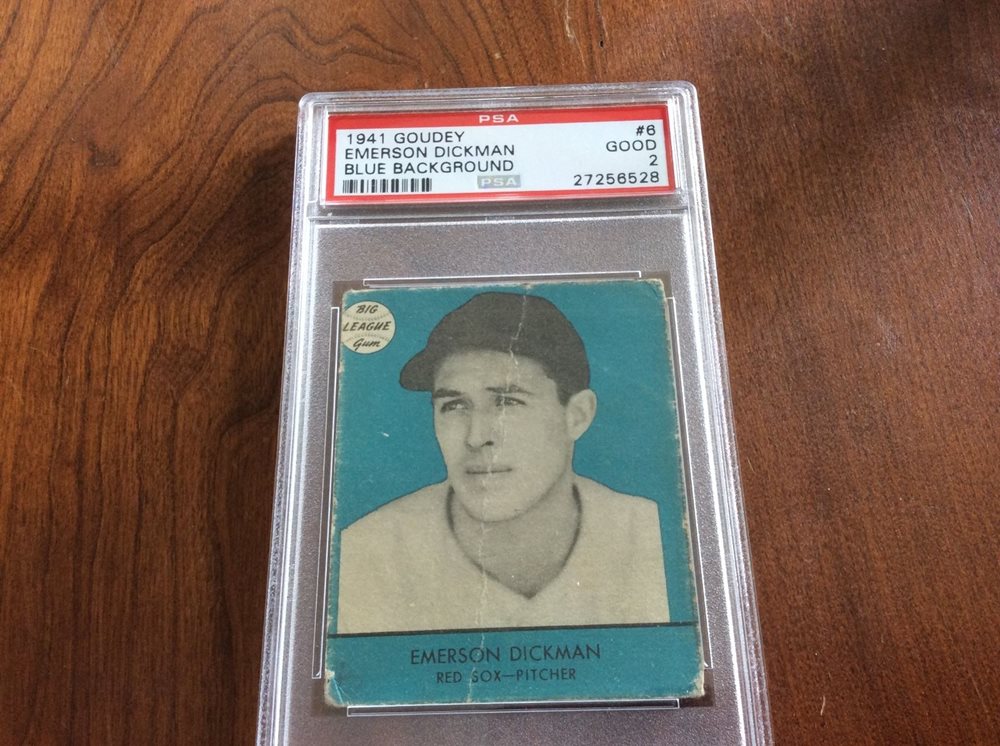 PSA
1941 GOUDEY #6
EMERSON DICKMAN GOOD
BLUE BACKGROUND 2
PSA 27256528
BIG
LEAGUE
Gum
EMERSON DICKMAN
RED SOX—PITCHER